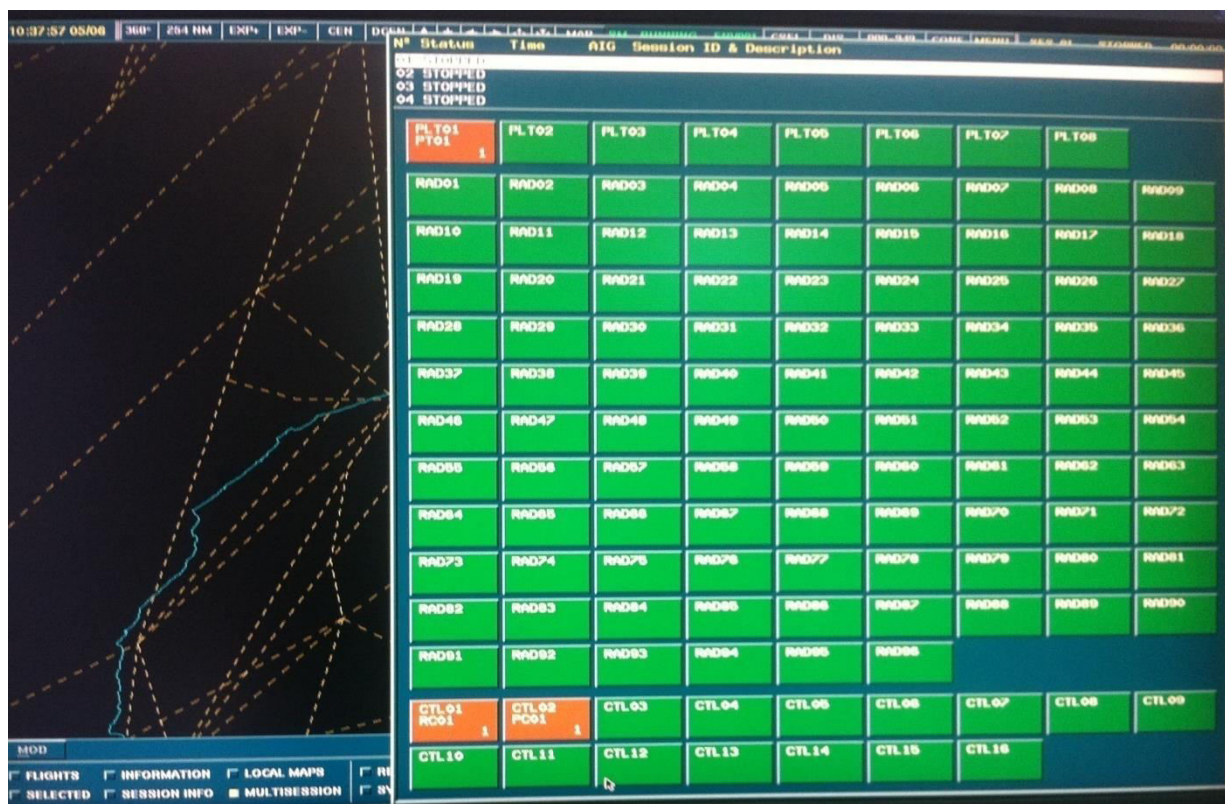 10:37:57 05/06 360° 254 NM EXP+ EXP- CEN
Nº Status Time AIG Session ID & Description
01 STOPPED
02 STOPPED
03 STOPPED
04 STOPPED
PLT01 PLT02 PLT03 PLT04 PLT05 PLT06 PLT07 PLT08
PT01
1
RAD01 RAD02 RAD03 RAD04 RAD05 RAD06 RAD07 RAD08 RAD09
RAD10 RAD11 RAD12 RAD13 RAD14 RAD15 RAD16 RAD17 RAD18
RAD19 RAD20 RAD21 RAD22 RAD23 RAD24 RAD25 RAD26 RAD27
RAD28 RAD29 RAD30 RAD31 RAD32 RAD33 RAD34 RAD35 RAD36
RAD37 RAD38 RAD39 RAD40 RAD41 RAD42 RAD43 RAD44 RAD45
RAD46 RAD47 RAD48 RAD49 RAD50 RAD51 RAD52 RAD53 RAD54
RAD55 RAD56 RAD57 RAD58 RAD59 RAD60 RAD61 RAD62 RAD63
RAD64 RAD65 RAD66 RAD67 RAD68 RAD69 RAD70 RAD71 RAD72
RAD73 RAD74 RAD75 RAD76 RAD77 RAD78 RAD79 RAD80 RAD81
RAD82 RAD83 RAD84 RAD85 RAD86 RAD87 RAD88 RAD89 RAD90
RAD91 RAD92 RAD93 RAD94 RAD95 RAD96
CTL01 CTL02 CTL03 CTL04 CTL05 CTL06 CTL07 CTL08 CTL09
RC01 PC01
1 1
CTL10 CTL11 CTL12 CTL13 CTL14 CTL15 CTL16
MOD
FLIGHTS INFORMATION LOCAL MAPS
SELECTED SESSION INFO MULTISESSION